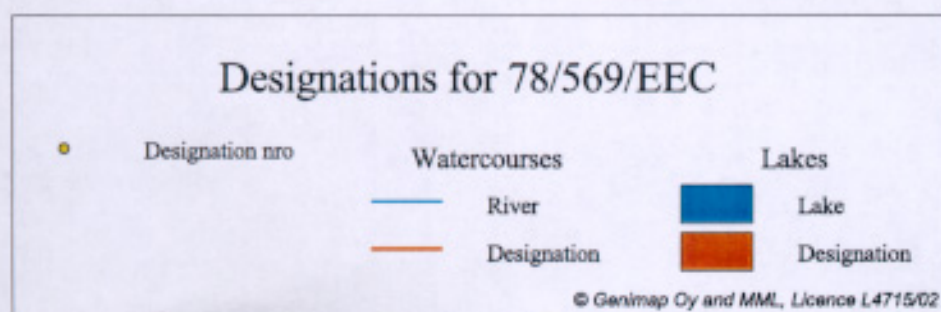 Designations for 78/569/EEC
Designation nro
Watercourses
River
Designation
Lakes
Lake
Designation
© Genimap Oy and MML, Licence L4715/02